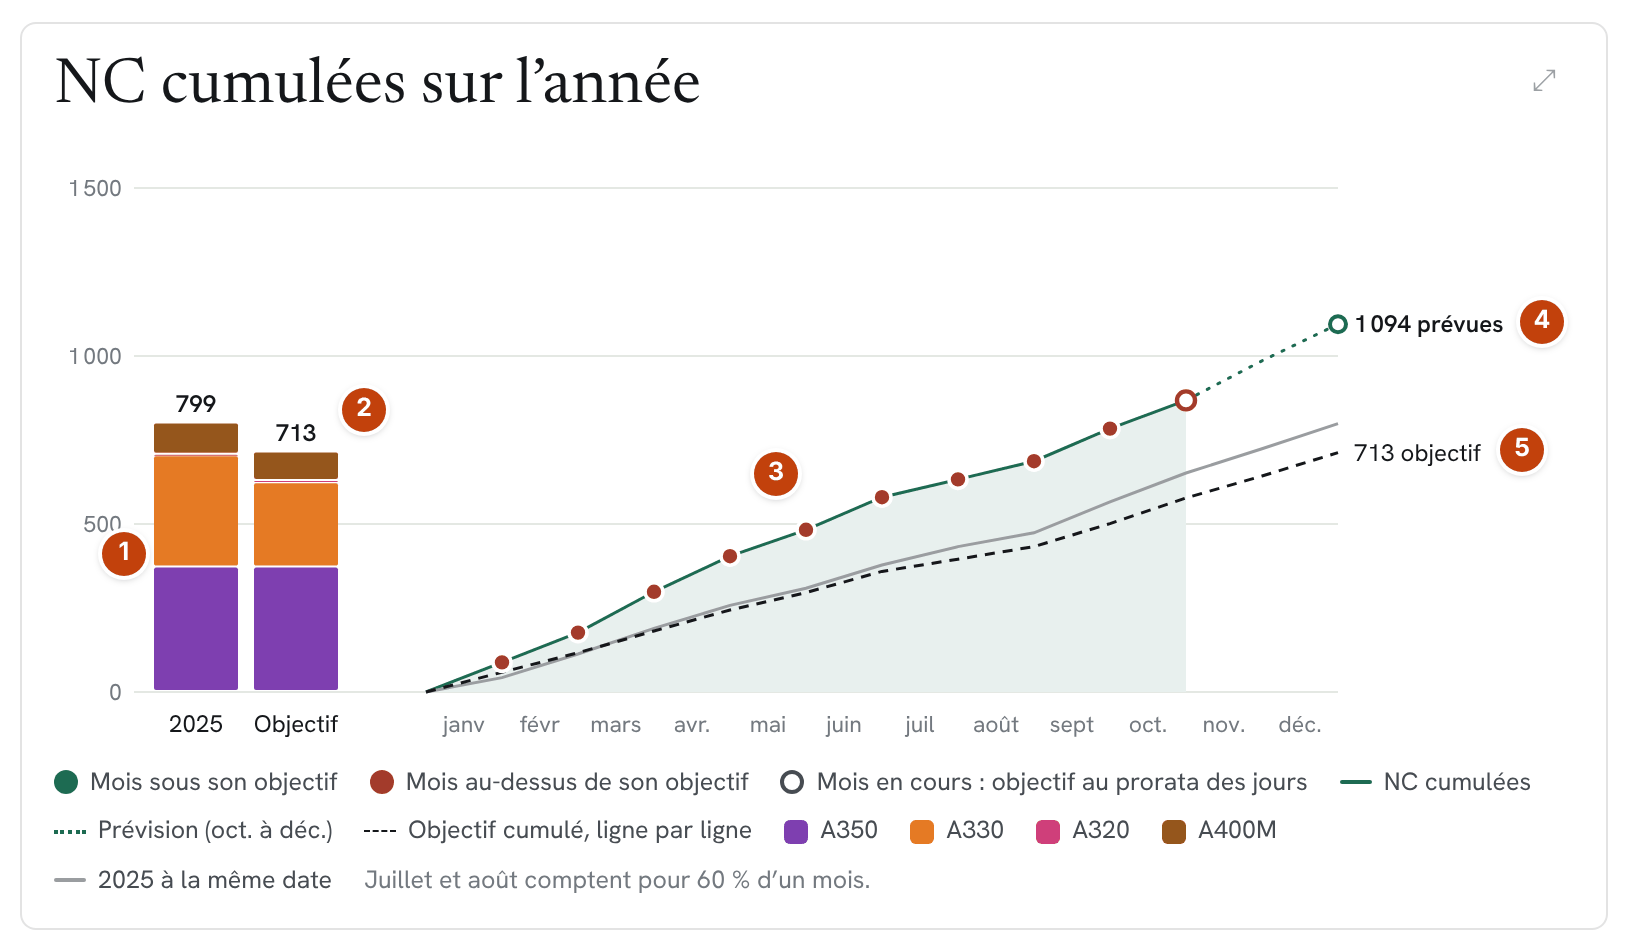 NC cumulées sur l’année
1 500
1 000
500
0
799
713
1
2
3
4
5
1 094 prévues
713 objectif
2025 Objectif
janv févr mars avr. mai juin juil août sept oct. nov. déc.
Mois sous son objectif Mois au-dessus de son objectif Mois en cours : objectif au prorata des jours NC cumulées
Prévision (oct. à déc.) Objectif cumulé, ligne par ligne A350 A330 A320 A400M
2025 à la même date Juillet et août comptent pour 60 % d’un mois.